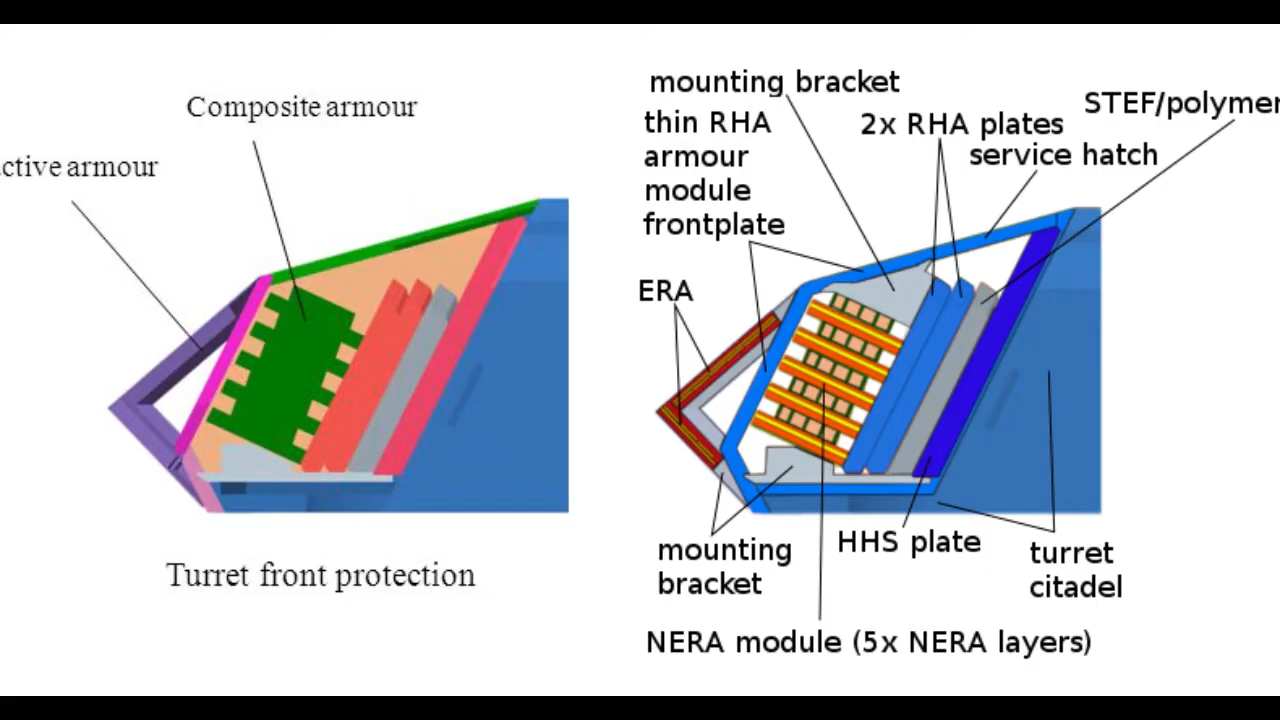 Composite armour
ctive armour
Turret front protection
mounting bracket
thin RHA
armour
module
frontplate
2x RHA plates
STEF/polymer
service hatch
ERA
mounting
bracket
HHS plate
turret
citadel
NERA module (5x NERA layers)